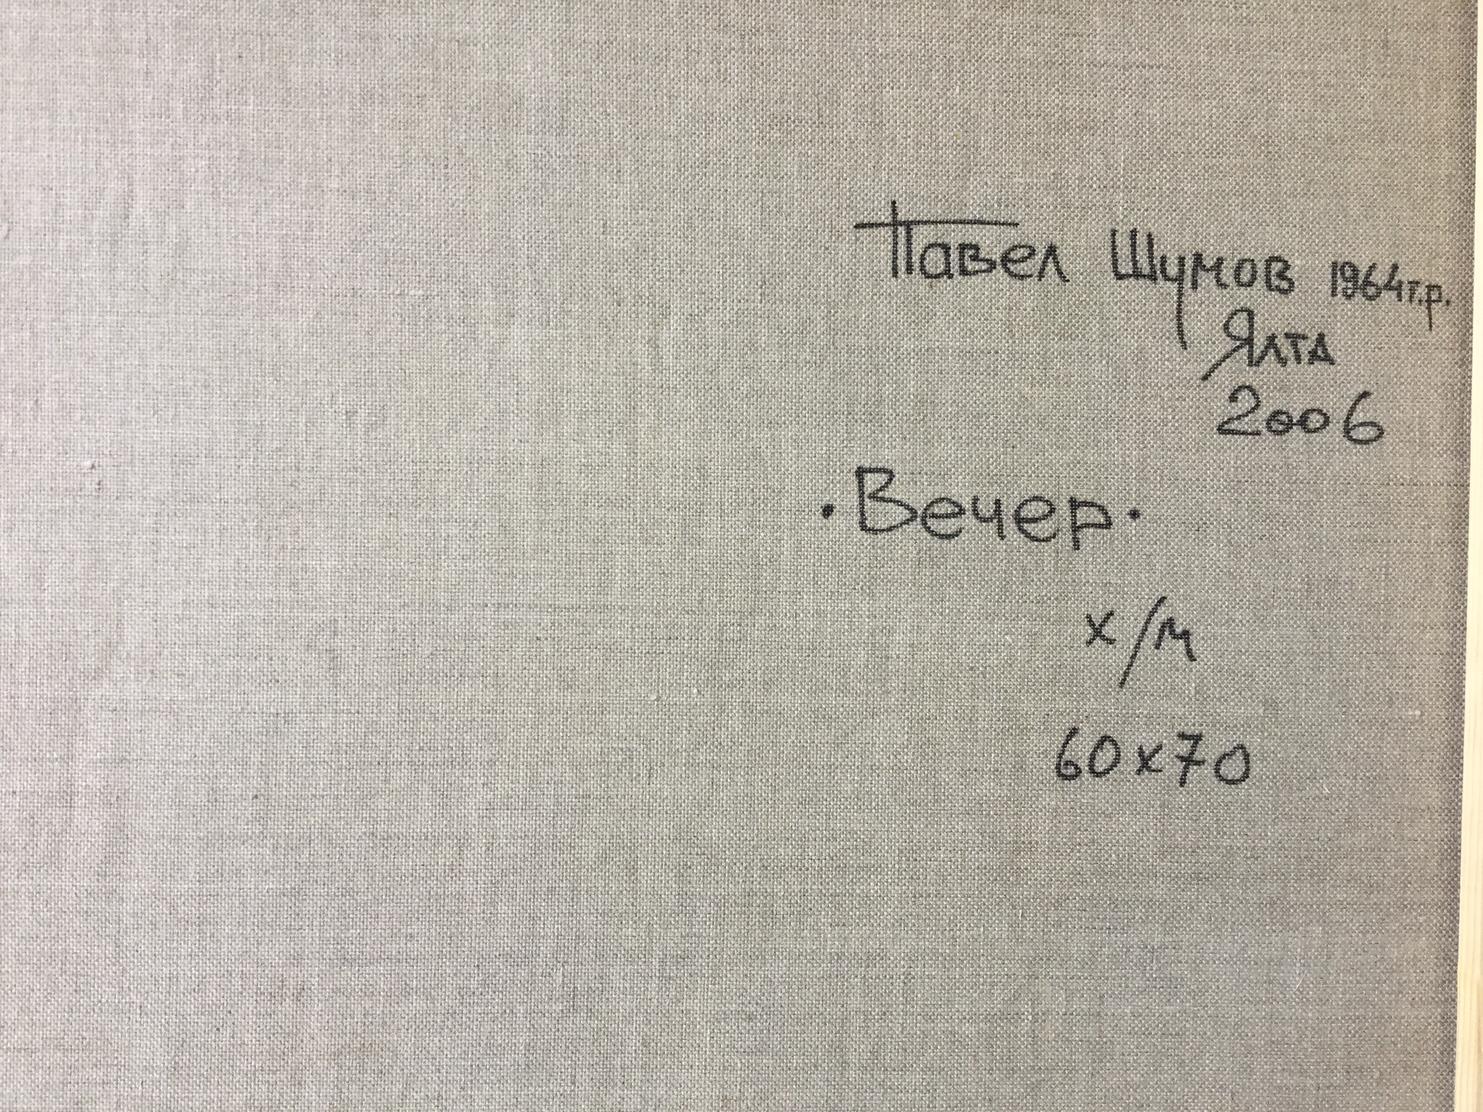 Павел Шумов 1964г.р.
Ялта
2006
·Вечер·
х/м
60х70